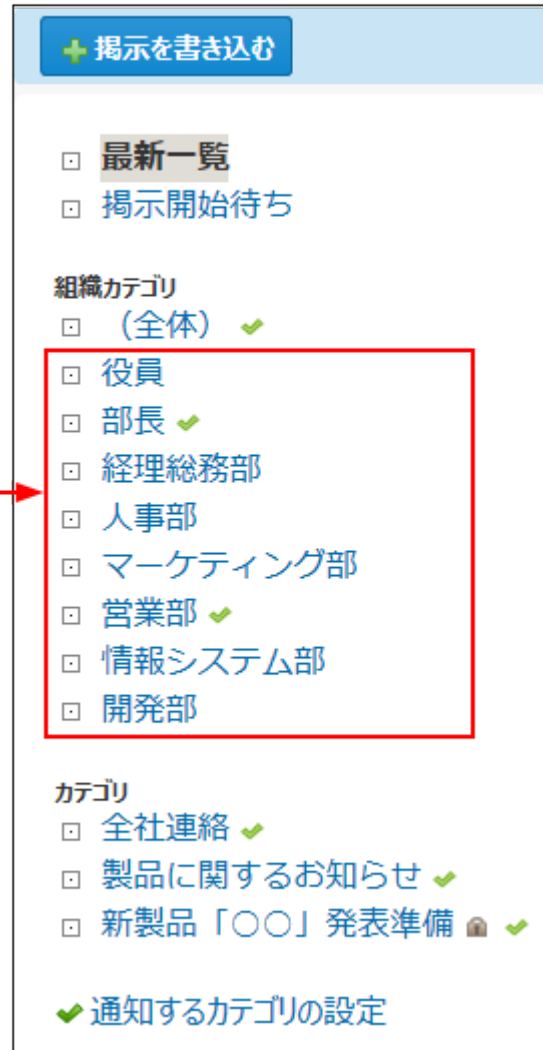 掲示を書き込む
最新一覧
掲示開始待ち
組織カテゴリ
（全体）
役員
部長
経理総務部
人事部
マーケティング部
営業部
情報システム部
開発部
カテゴリ
全社連絡
製品に関するお知らせ
新製品「○○」発表準備
通知するカテゴリの設定